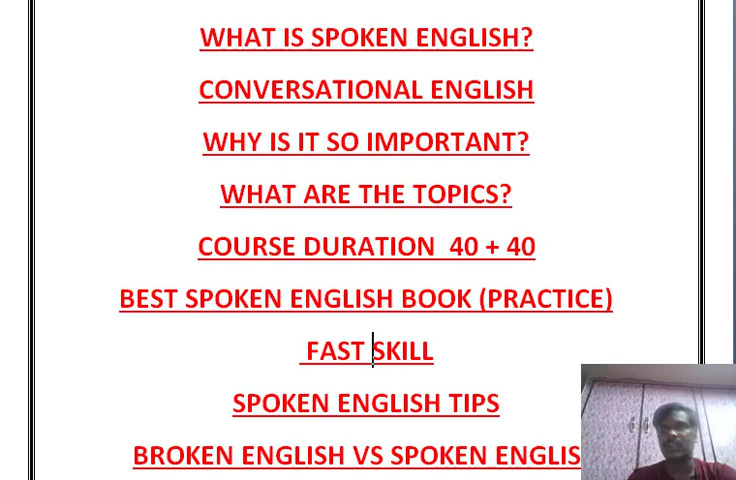 WHAT IS SPOKEN ENGLISH?
CONVERSATIONAL ENGLISH
WHY IS IT SO IMPORTANT?
WHAT ARE THE TOPICS?
COURSE DURATION  40 + 40
BEST SPOKEN ENGLISH BOOK (PRACTICE)
FAST SKILL
SPOKEN ENGLISH TIPS
BROKEN ENGLISH VS SPOKEN ENGLIS